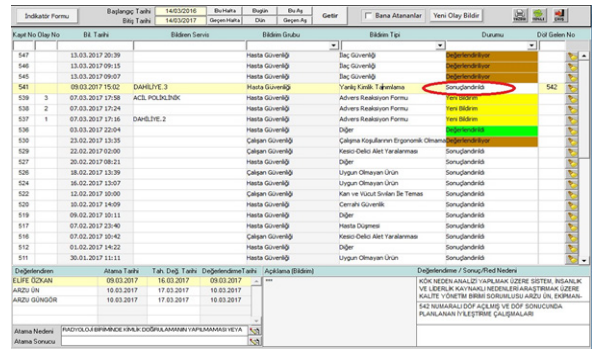 İndikatör Formu
Başlangıç Tarihi 14/03/2016 Bu Hafta Bugün Bu Ay Getir Bana Atananlar Yeni Olay Bildir
Bitiş Tarihi 14/03/2017 Geçen Hafta Dün Geçen Ay
Kayıt No Olay No Bil. Tarihi Bildiren Servis Bildirim Grubu Bildirim Tipi Durumu Döf Gelen No
547 13.03.2017 20:39 Hasta Güvenliği İlaç Güvenliği Değerlendiriliyor
546 13.03.2017 09:15 Hasta Güvenliği İlaç Güvenliği Değerlendiriliyor
545 13.03.2017 09:07 Hasta Güvenliği İlaç Güvenliği Değerlendiriliyor
541 09.03.2017 15:02 DAHİLİYE.3 Hasta Güvenliği Yanlış Kimlik Tanımlama Sonuçlandırıldı 542
539 3 07.03.2017 17:58 ACİL POLİKLİNİK Hasta Güvenliği Advers Reaksiyon Formu Yeni Bildirim
538 2 07.03.2017 17:24 Hasta Güvenliği Advers Reaksiyon Formu Yeni Bildirim
537 1 07.03.2017 17:16 DAHİLİYE.2 Hasta Güvenliği Advers Reaksiyon Formu Yeni Bildirim
536 03.03.2017 22:04 Hasta Güvenliği Diğer Değerlendirildi
530 23.02.2017 13:35 Çalışan Güvenliği Çalışma Koşullarının Ergonomik Olmama Değerlendiriliyor
529 22.02.2017 02:00 Çalışan Güvenliği Kesici-Delici Alet Yaralanması Sonuçlandırıldı
527 20.02.2017 08:21 Çalışan Güvenliği Diğer Sonuçlandırıldı
526 18.02.2017 13:39 Hasta Güvenliği Uygun Olmayan Ürün Sonuçlandırıldı
524 16.02.2017 13:07 Hasta Güvenliği Uygun Olmayan Ürün Sonuçlandırıldı
522 12.02.2017 10:00 Çalışan Güvenliği Kan ve Vücut Sıvıları İle Temas Sonuçlandırıldı
520 10.02.2017 14:09 Hasta Güvenliği Cerrahi Güvenlik Sonuçlandırıldı
519 09.02.2017 10:11 Hasta Güvenliği Diğer Sonuçlandırıldı
517 07.02.2017 23:40 Hasta Güvenliği Hasta Düşmesi Sonuçlandırıldı
516 07.02.2017 10:42 Çalışan Güvenliği Kesici-Delici Alet Yaralanması Sonuçlandırıldı
512 01.02.2017 14:22 Hasta Güvenliği Diğer Sonuçlandırıldı
511 30.01.2017 11:11 Hasta Güvenliği Uygun Olmayan Ürün Sonuçlandırıldı
Değerlendiren Atama Tarihi Tah. Değ. Tarihi Değerlendirme Tarihi Açıklama (Bildirim) Değerlendirme / Sonuç/Red Nedeni
ELİFE ÖZKAN 09.03.2017 16.03.2017 09.03.2017 ***
ARZU ÜN 10.03.2017 17.03.2017 10.03.2017
ARZU GÜNGÖR 10.03.2017 17.03.2017 10.03.2017
KÖK NEDEN ANALİZİ YAPILMAK ÜZERE SİSTEM, İNSANLIK
VE LİDERLİK KAYNAKLI NEDENLERİ ARAŞTIRMAK ÜZERE
KALİTE YÖNETİM BİRİMİ SORUMLUSU ARZU ÜN, EKİPMAN-
542 NUMARALI DÖF AÇILMIŞ VE DÖF SONUCUNDA
PLANLANAN İYİLEŞTİRME ÇALIŞMALARI
Atama Nedeni RADYOLOJİ BİRİMİNDE KİMLİK DOĞRULAMANIN YAPILMAMASI VEYA
Atama Sonucu